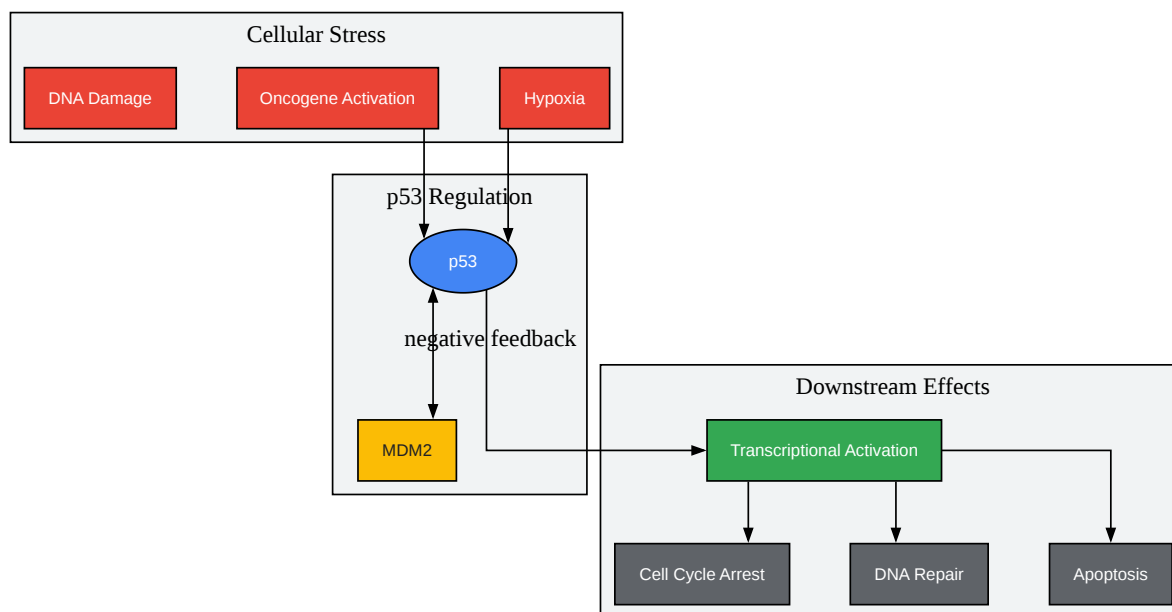 Cellular Stress
DNA Damage
Oncogene Activation
Hypoxia
p53 Regulation
p53
negative feedback
MDM2
Downstream Effects
Transcriptional Activation
Cell Cycle Arrest
DNA Repair
Apoptosis